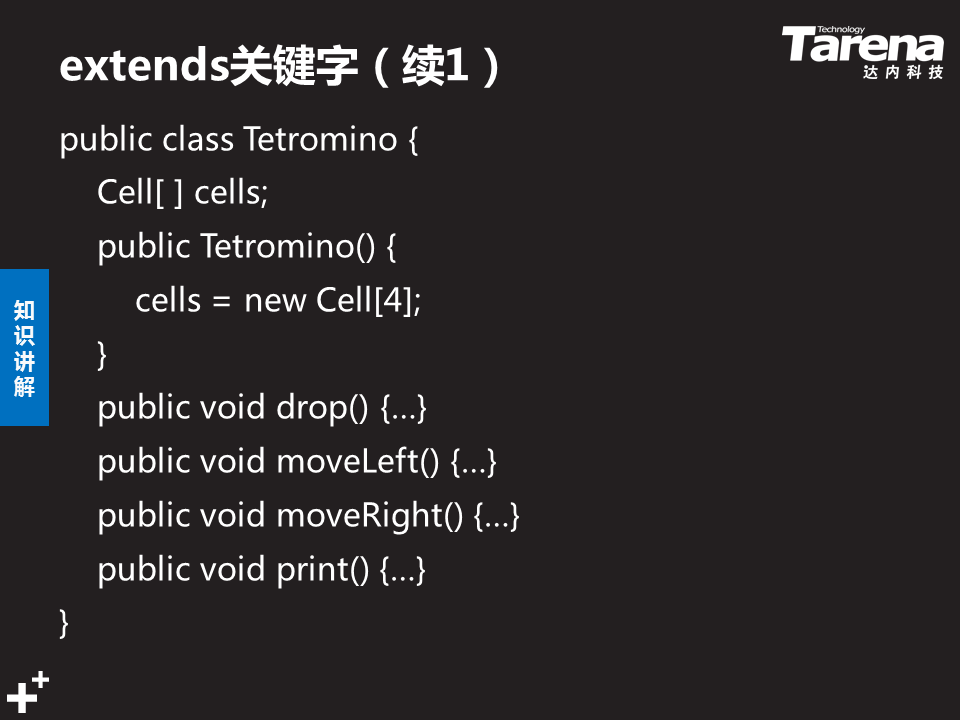 extends关键字（续1）
Technology
Tarena
达内科技
public class Tetromino {
Cell[ ] cells;
public Tetromino() {
cells = new Cell[4];
}
public void drop() {…}
public void moveLeft() {…}
public void moveRight() {…}
public void print() {…}
}
知
识
讲
解